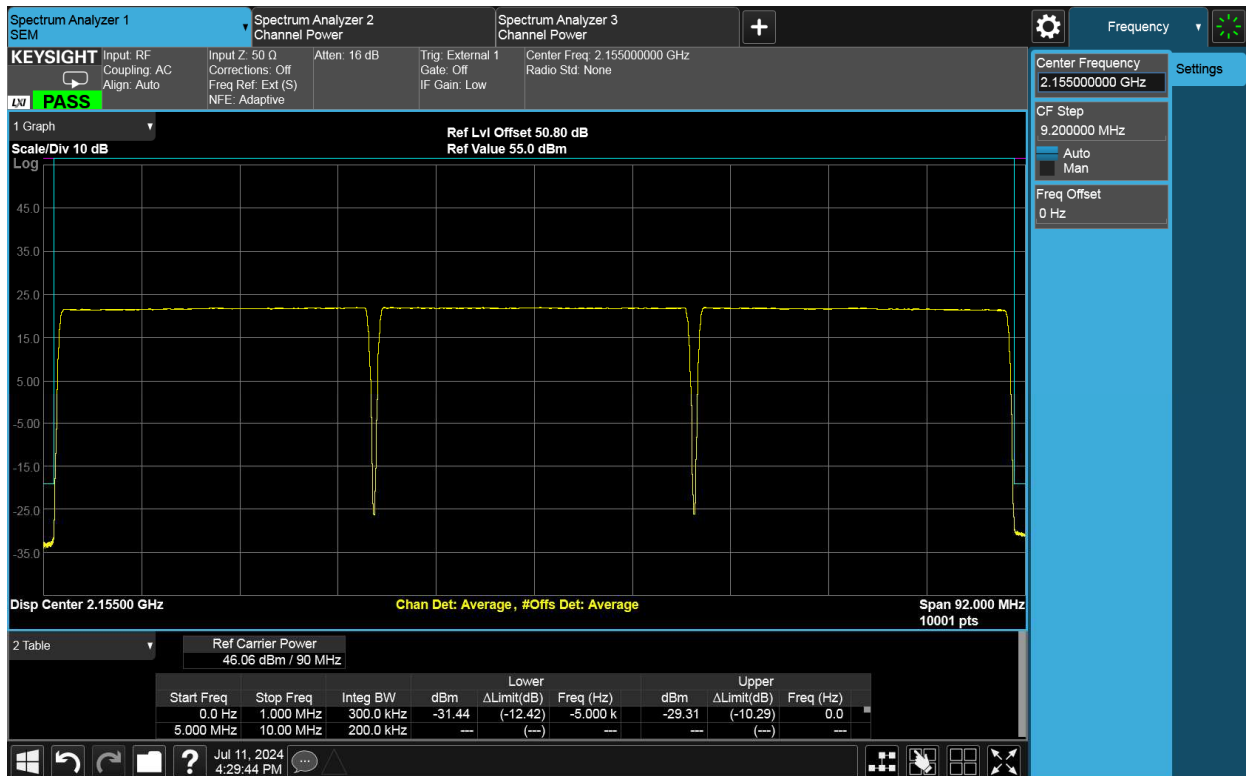 Spectrum Analyzer 1
SEM
Spectrum Analyzer 2
Channel Power
Spectrum Analyzer 3
Channel Power
+
Frequency
KEYSIGHT
LXI
PASS
Input: RF
Coupling: AC
Align: Auto
Input Z: 50 Ω
Corrections: Off
Freq Ref: Ext (S)
NFE: Adaptive
Atten: 16 dB
Trig: External 1
Gate: Off
IF Gain: Low
Center Freq: 2.155000000 GHz
Radio Std: None
Center Frequency
2.155000000 GHz
Settings
CF Step
9.200000 MHz
Auto
Man
Freq Offset
0 Hz
1 Graph
Scale/Div 10 dB
Ref Lvl Offset 50.80 dB
Ref Value 55.0 dBm
Log
45.0
35.0
25.0
15.0
5.00
-5.00
-15.0
-25.0
-35.0
Disp Center 2.15500 GHz
Chan Det: Average, #Offs Det: Average
Span 92.000 MHz
10001 pts
2 Table
Ref Carrier Power
46.06 dBm / 90 MHz
Lower Upper
Start Freq Stop Freq Integ BW dBm ΔLimit(dB) Freq (Hz) dBm ΔLimit(dB) Freq (Hz)
0.0 Hz 1.000 MHz 300.0 kHz -31.44 (-12.42) -5.000 k -29.31 (-10.29) 0.0
5.000 MHz 10.00 MHz 200.0 kHz --- (---) --- --- (---) ---
?
Jul 11, 2024
4:29:44 PM